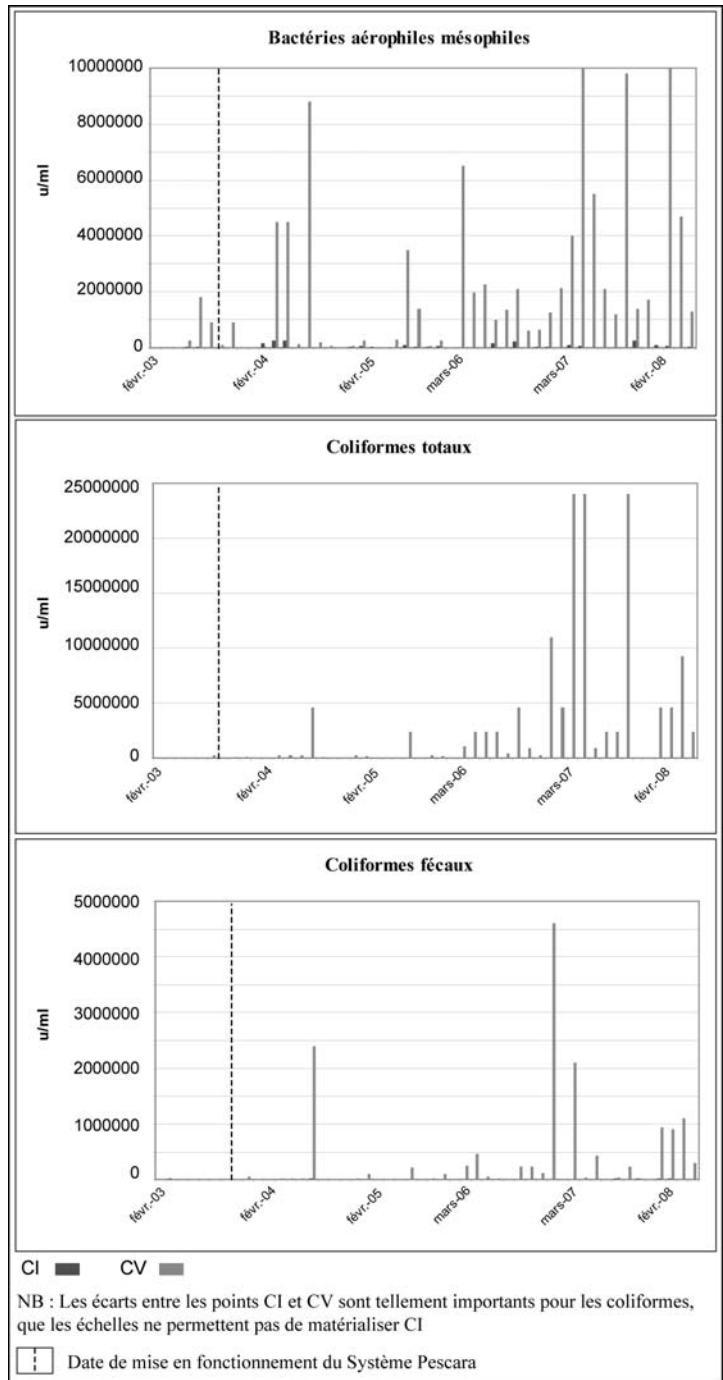 Bactéries aérophiles mésophiles
10000000
8000000
6000000
4000000
2000000
0
u/ml
févr.-03
févr.-04
févr.-05
mars-06
mars-07
févr.-08
Coliformes totaux
25000000
20000000
15000000
10000000
5000000
0
u/ml
févr.-03
févr.-04
févr.-05
mars-06
mars-07
févr.-08
Coliformes fécaux
5000000
4000000
3000000
2000000
1000000
0
u/ml
févr.-03
févr.-04
févr.-05
mars-06
mars-07
févr.-08
CI CV
NB : Les écarts entre les points CI et CV sont tellement importants pour les coliformes,
que les échelles ne permettent pas de matérialiser CI
Date de mise en fonctionnement du Système Pescara